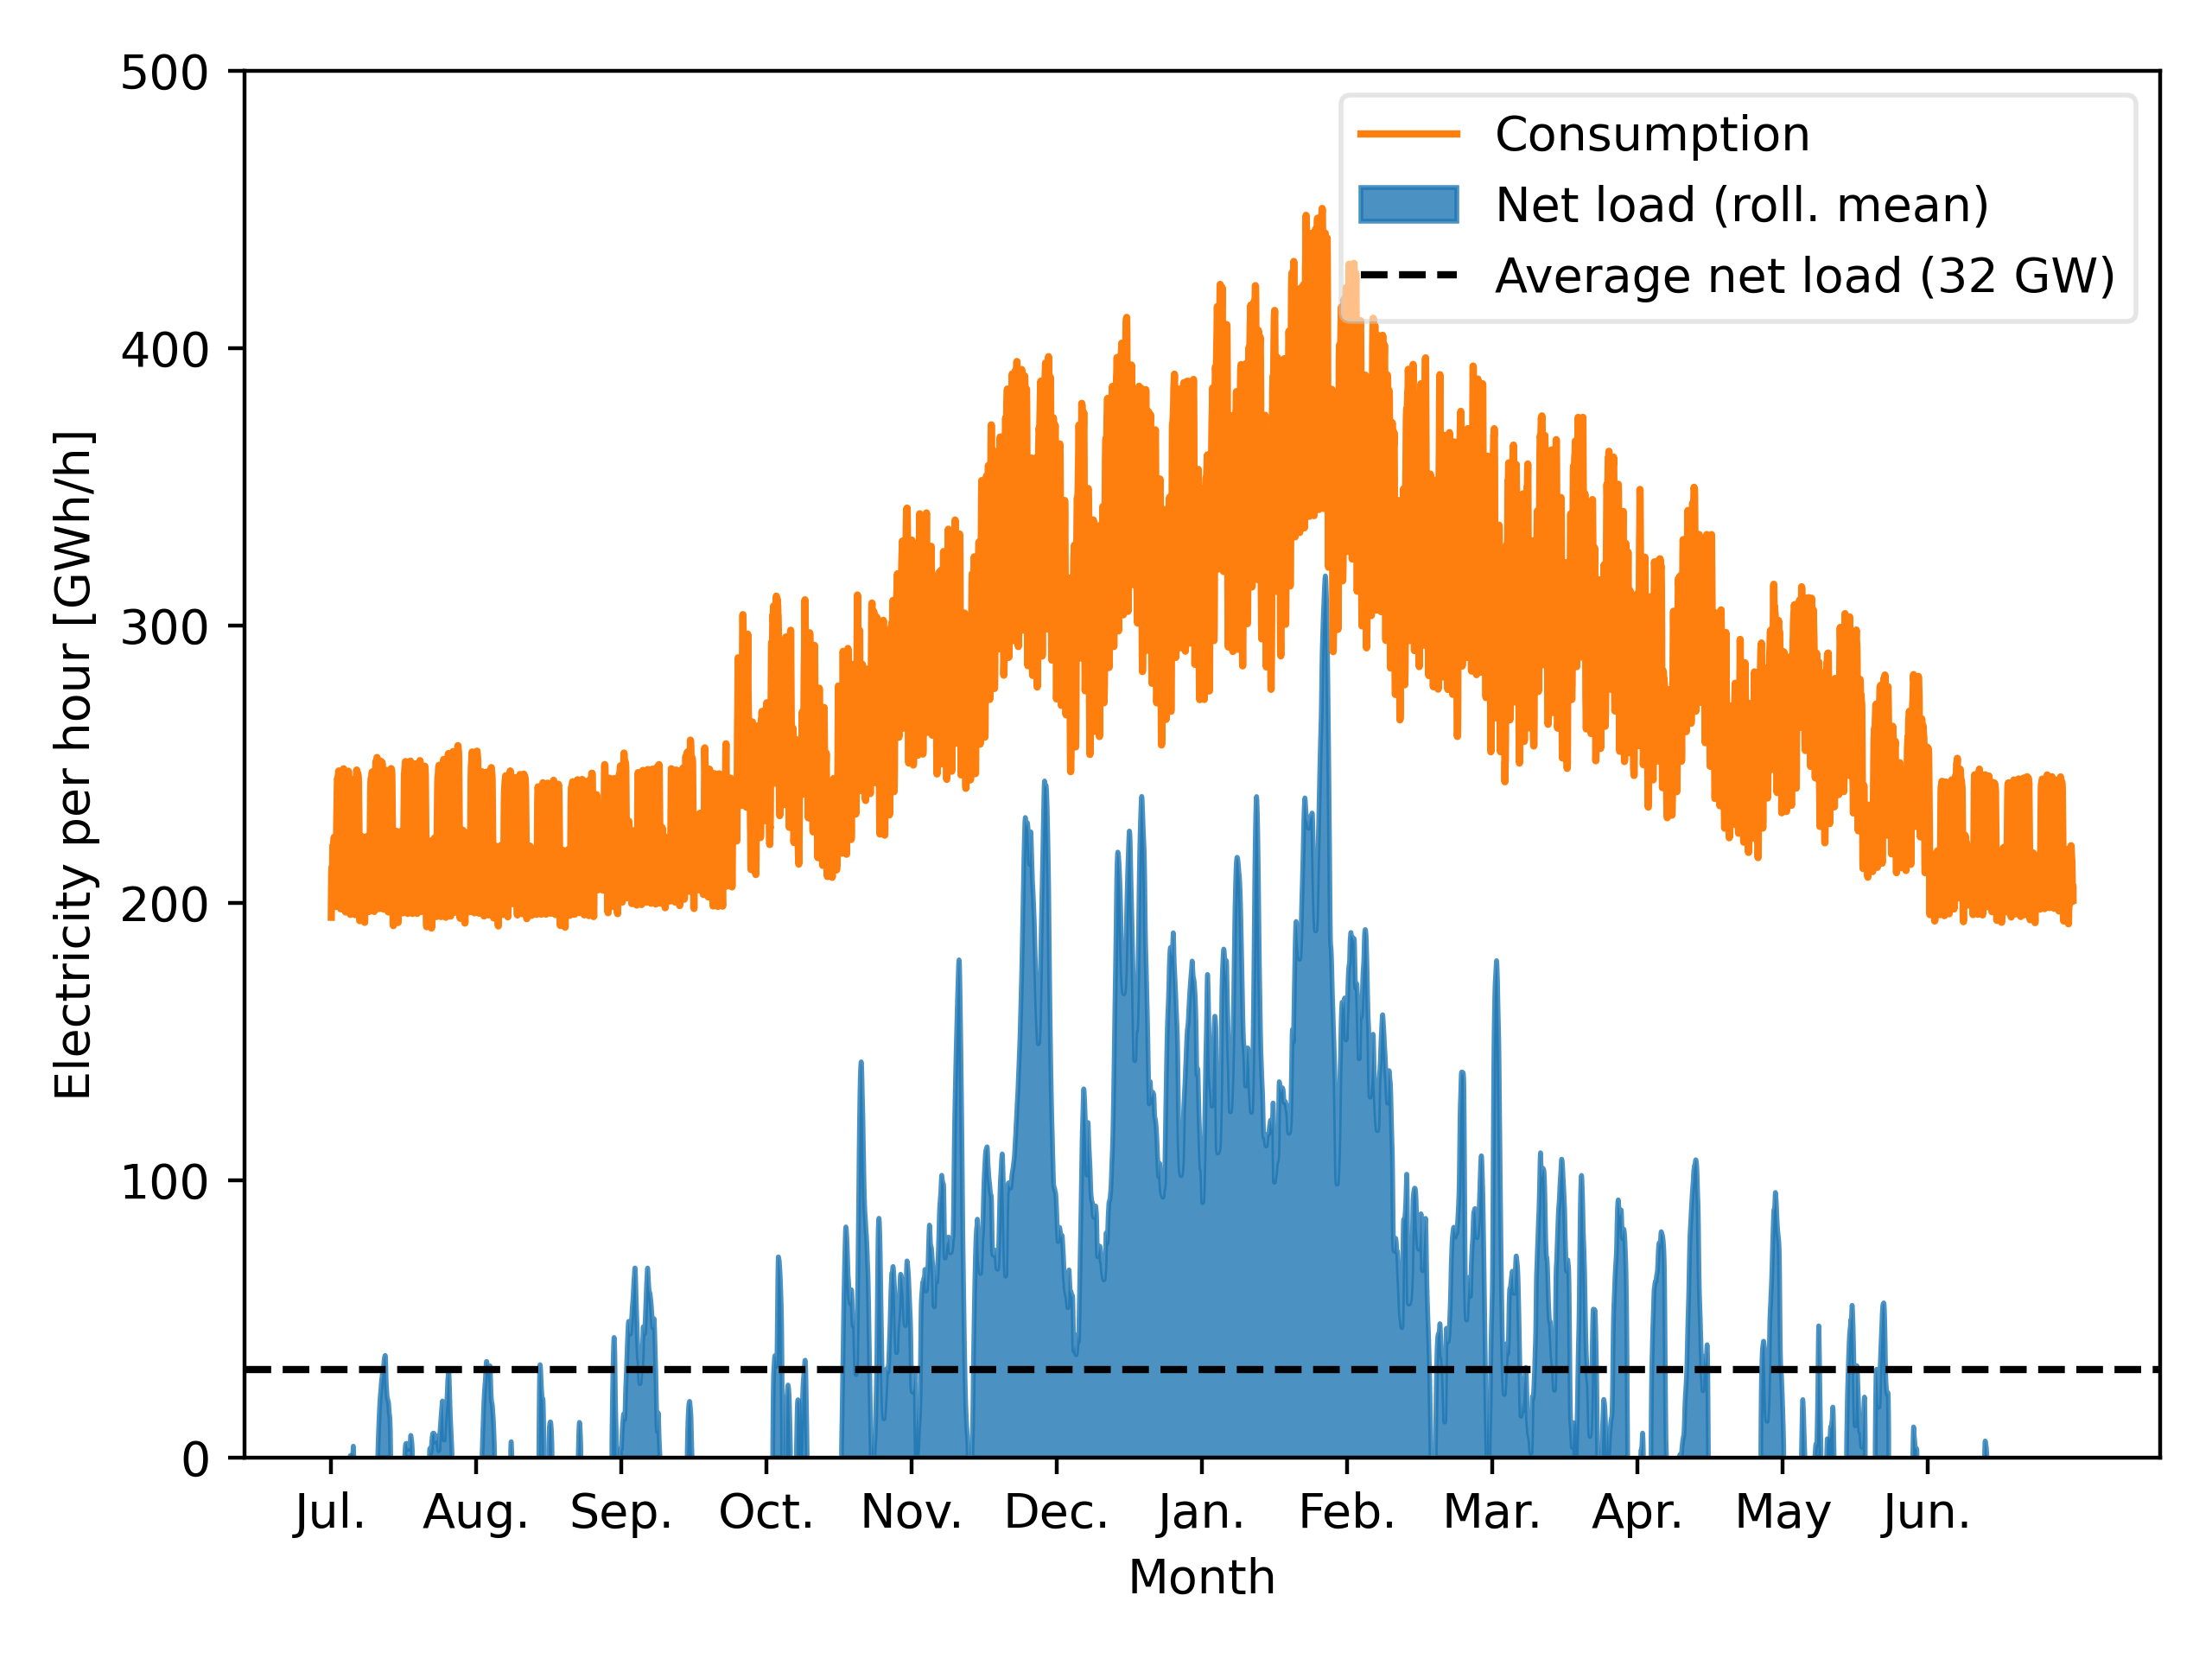 500
400
300
200
100
0
Electricity per hour [GWh/h]
Consumption
Net load (roll. mean)
Average net load (32 GW)
Jul. Aug. Sep. Oct. Nov. Dec. Jan. Feb. Mar. Apr. May Jun.
Month